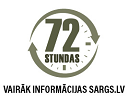 72
STUNDAS
VAIRĀK INFORMĀCIJAS SARGS.LV